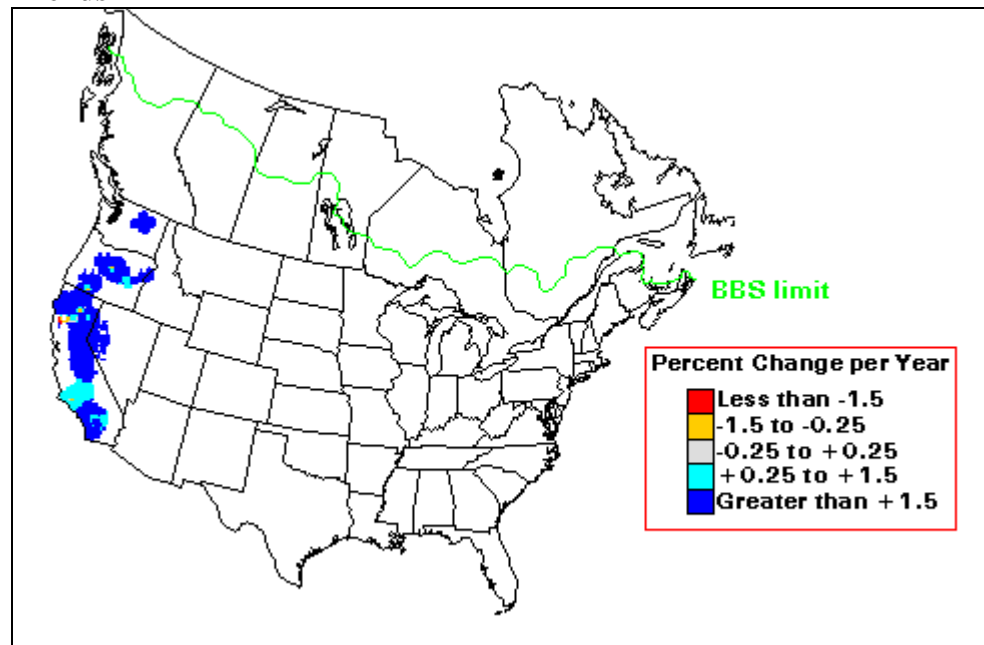 BBS limit
Percent Change per Year
Less than -1.5
-1.5 to -0.25
-0.25 to +0.25
+0.25 to +1.5
Greater than +1.5